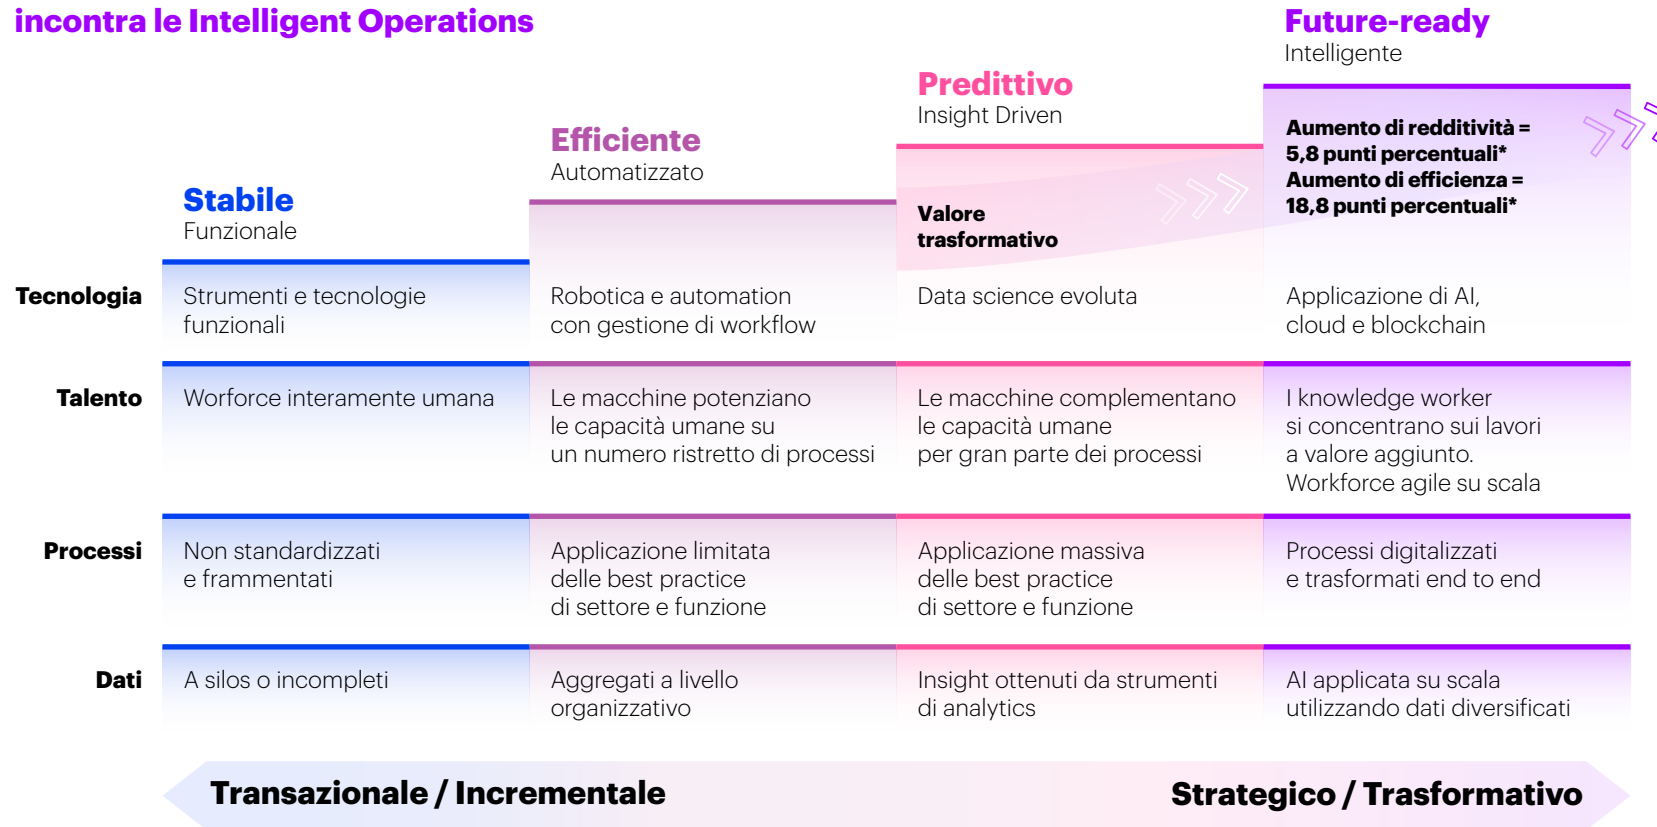 incontra le Intelligent Operations
Future-ready
Intelligente
Predittivo
Insight Driven
Efficiente
Automatizzato
Stabile
Funzionale
Aumento di redditività =
5,8 punti percentuali*
Aumento di efficienza =
18,8 punti percentuali*
Valore
trasformativo
Tecnologia
Strumenti e tecnologie
funzionali
Robotica e automation
con gestione di workflow
Data science evoluta
Applicazione di AI,
cloud e blockchain
Talento
Worforce interamente umana
Le macchine potenziano
le capacità umane su
un numero ristretto di processi
Le macchine complementano
le capacità umane
per gran parte dei processi
I knowledge worker
si concentrano sui lavori
a valore aggiunto.
Workforce agile su scala
Processi
Non standardizzati
e frammentati
Applicazione limitata
delle best practice
di settore e funzione
Applicazione massiva
delle best practice
di settore e funzione
Processi digitalizzati
e trasformati end to end
Dati
A silos o incompleti
Aggregati a livello
organizzativo
Insight ottenuti da strumenti
di analytics
AI applicata su scala
utilizzando dati diversificati
Transazionale / Incrementale
Strategico / Trasformativo